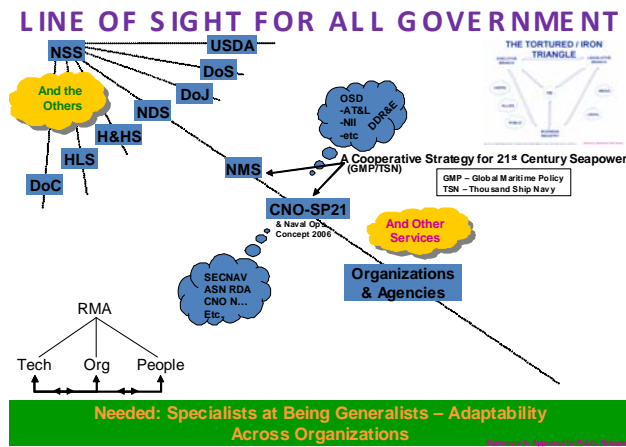 LINE OF SIGHT FOR ALL GOVERNMENT
NSS
USDA
DoS
DoJ
NDS
H&HS
HLS
DoC
And the
Others
THE TORTURED / IRON
TRIANGLE
OSD
-AT&L
-NII
-etc
DDR&E
NMS
A Cooperative Strategy for 21st Century Seapower
(GMP/TSN)
GMP – Global Maritime Policy
TSN – Thousand Ship Navy
CNO-SP21
& Naval Ops
Concept 2006
And Other
Services
SECNAV
ASN RDA
CNO N…
Etc.
Organizations
& Agencies
RMA
Tech
Org
People
Needed: Specialists at Being Generalists – Adaptability
Across Organizations